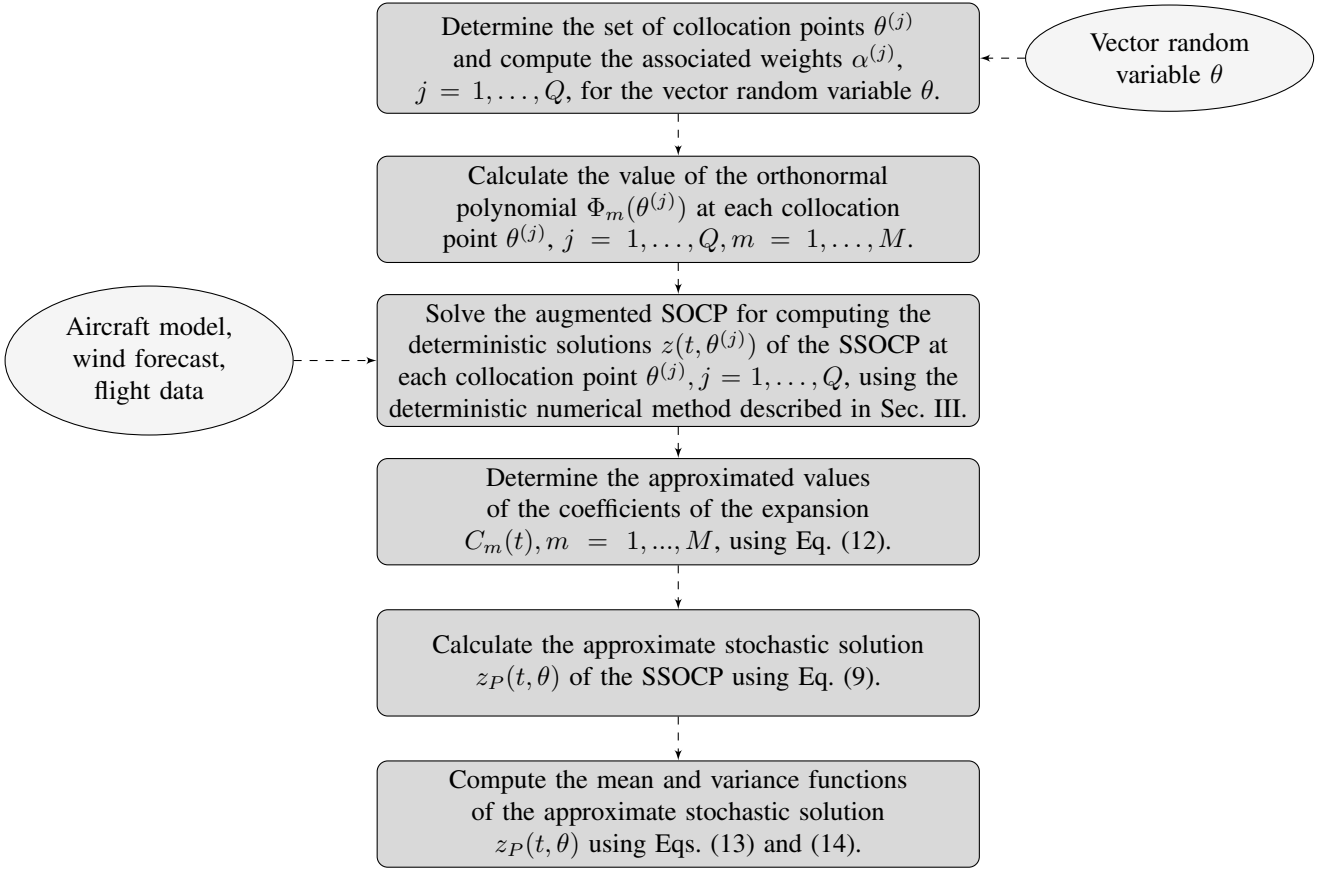 Determine the set of collocation points θ^(j)
and compute the associated weights α^(j),
j = 1, . . . , Q, for the vector random variable θ.
Vector random
variable θ
Calculate the value of the orthonormal
polynomial Φ_m(θ^(j)) at each collocation
point θ^(j), j = 1, . . . , Q, m = 1, . . . , M.
Aircraft model,
wind forecast,
flight data
Solve the augmented SOCP for computing the
deterministic solutions z(t, θ^(j)) of the SSOCP at
each collocation point θ^(j), j = 1, . . . , Q, using the
deterministic numerical method described in Sec. III.
Determine the approximated values
of the coefficients of the expansion
C_m(t), m = 1, ..., M, using Eq. (12).
Calculate the approximate stochastic solution
z_P(t, θ) of the SSOCP using Eq. (9).
Compute the mean and variance functions
of the approximate stochastic solution
z_P(t, θ) using Eqs. (13) and (14).